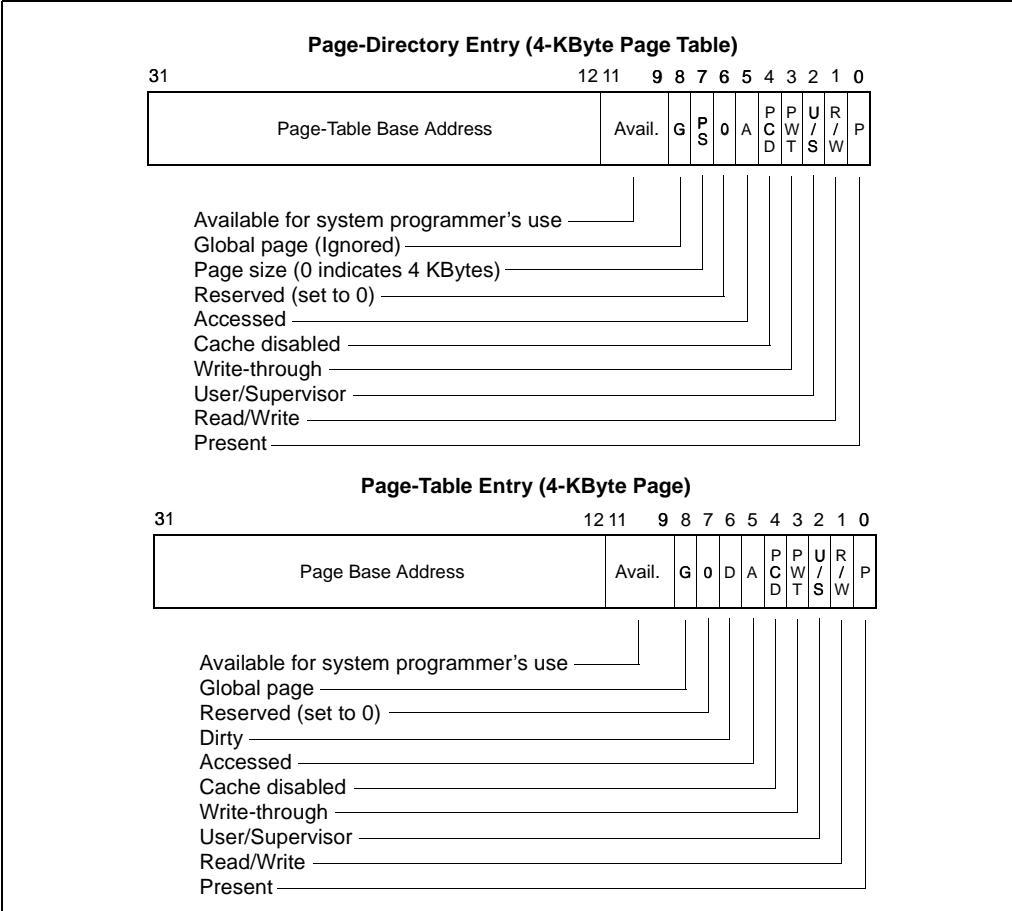 Page-Directory Entry (4-KByte Page Table)
31 12 11 9 8 7 6 5 4 3 2 1 0
Page-Table Base Address Avail. G PS 0 A PCD PWT U/S R/W P
Available for system programmer's use
Global page (Ignored)
Page size (0 indicates 4 KBytes)
Reserved (set to 0)
Accessed
Cache disabled
Write-through
User/Supervisor
Read/Write
Present
Page-Table Entry (4-KByte Page)
31 12 11 9 8 7 6 5 4 3 2 1 0
Page Base Address Avail. G 0 D A PCD PWT U/S R/W P
Available for system programmer's use
Global page
Reserved (set to 0)
Dirty
Accessed
Cache disabled
Write-through
User/Supervisor
Read/Write
Present